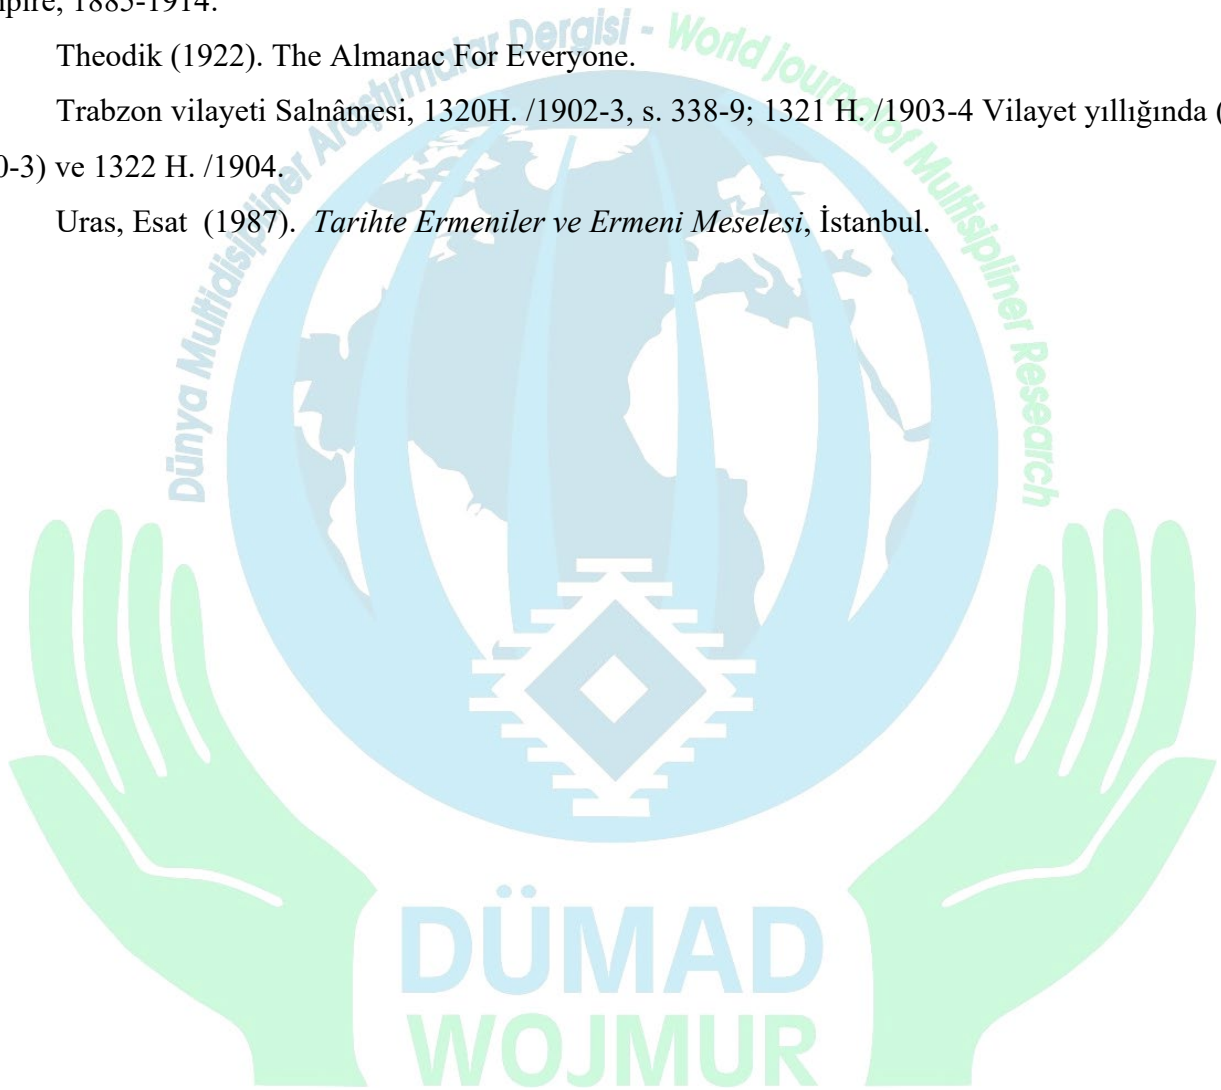 mpire, 1885-1914.
Theodik (1922). The Almanac For Everyone.
Trabzon vilayeti Salnâmesi, 1320H. /1902-3, s. 338-9; 1321 H. /1903-4 Vilayet yıllığında (
0-3) ve 1322 H. /1904.
Uras, Esat (1987). Tarihte Ermeniler ve Ermeni Meselesi, İstanbul.
Dünya Multidisipliner Araştırmalar Dergisi - World Journal of Multisipliner Research
DÜMAD
WOJMUR